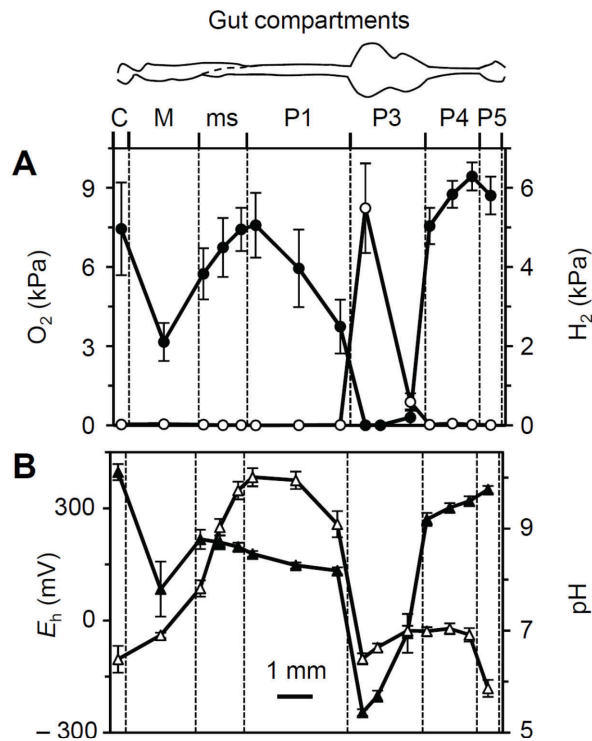 Gut compartments
C M ms P1 P3 P4 P5
A
9 6 3 0
O2 (kPa)
6 4 2 0
H2 (kPa)
B
300 0 – 300
Eh (mV)
1 mm
9 7 5
pH